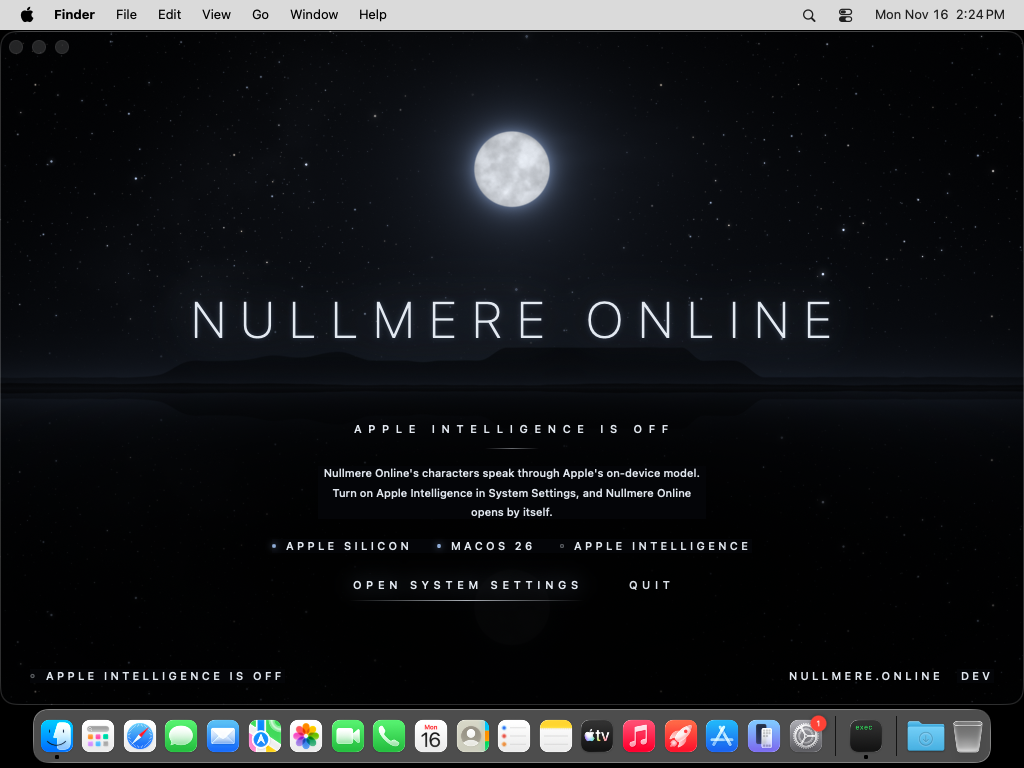 Finder File Edit View Go Window Help Mon Nov 16 2:24 PM
NULLMERE ONLINE
APPLE INTELLIGENCE IS OFF
Nullmere Online's characters speak through Apple's on-device model.
Turn on Apple Intelligence in System Settings, and Nullmere Online
opens by itself.
APPLE SILICON MACOS 26 APPLE INTELLIGENCE
OPEN SYSTEM SETTINGS QUIT
APPLE INTELLIGENCE IS OFF NULLMERE.ONLINE DEV
Mon
16
tv
1
exec